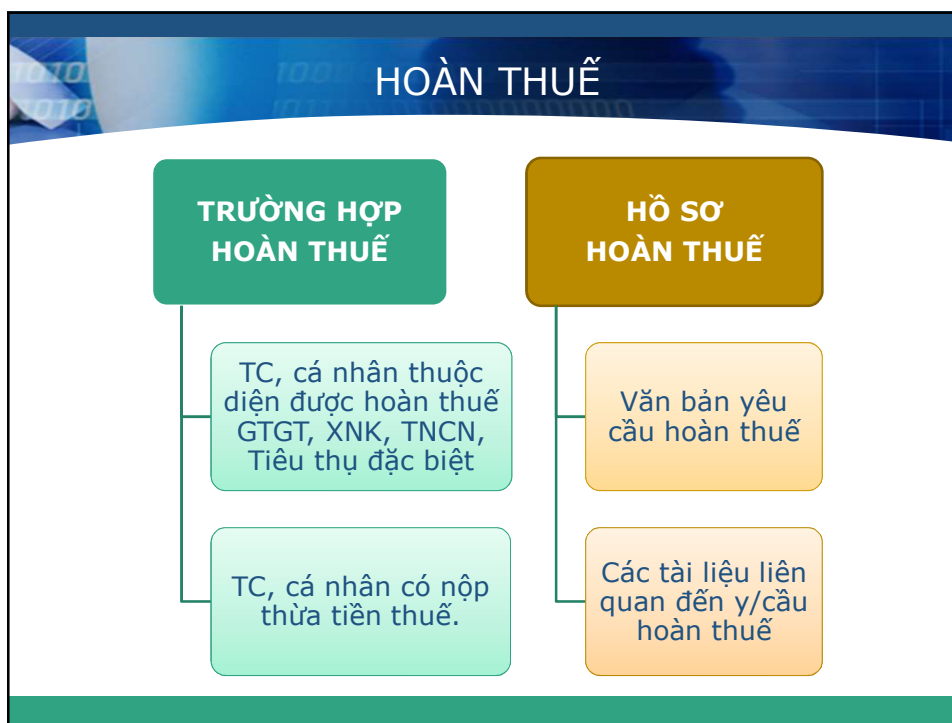 HOÀN THUẾ
TRƯỜNG HỢP
HOÀN THUẾ
TC, cá nhân thuộc
diện được hoàn thuế
GTGT, XNK, TNCN,
Tiêu thụ đặc biệt
TC, cá nhân có nộp
thừa tiền thuế.
HỒ SƠ
HOÀN THUẾ
Văn bản yêu
cầu hoàn thuế
Các tài liệu liên
quan đến y/cầu
hoàn thuế